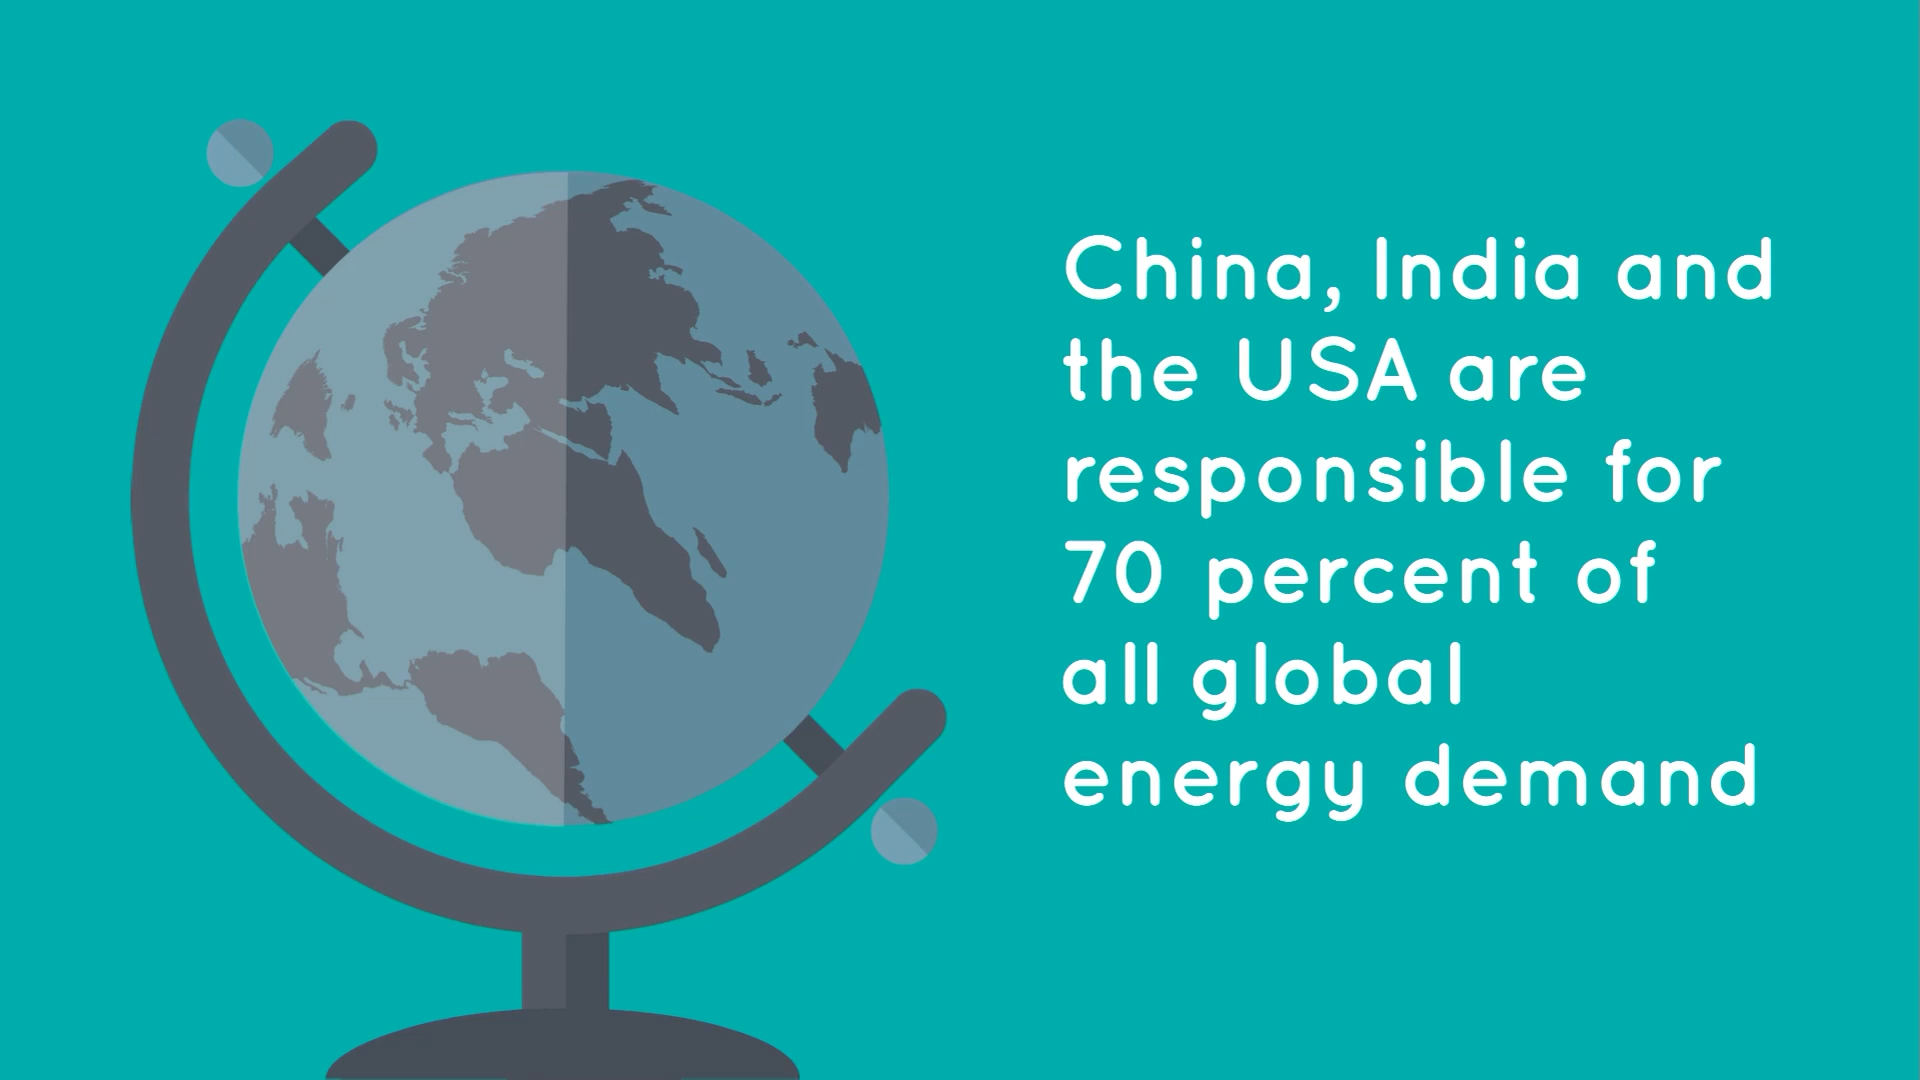 China, India and
the USA are
responsible for
70 percent of
all global
energy demand